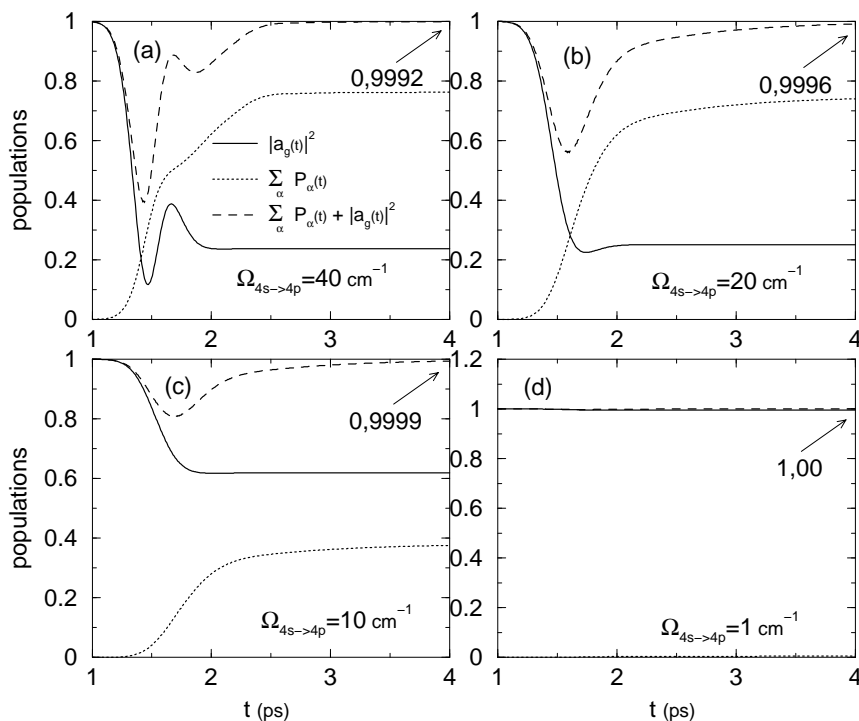 populations
1
0.8
0.6
0.4
0.2
0
(a)
0,9992
|a_g(t)|²
Σ_α P_α(t)
Σ_α P_α(t) + |a_g(t)|²
Ω_4s->4p=40 cm⁻¹
1 2 3 4
1
0.8
0.6
0.4
0.2
0
(b)
0,9996
Ω_4s->4p=20 cm⁻¹
1 2 3 4
populations
1
0.8
0.6
0.4
0.2
0
(c)
0,9999
Ω_4s->4p=10 cm⁻¹
1 2 3 4
t (ps)
1.2
1
0.8
0.6
0.4
0.2
0
(d)
1,00
Ω_4s->4p=1 cm⁻¹
1 2 3 4
t (ps)